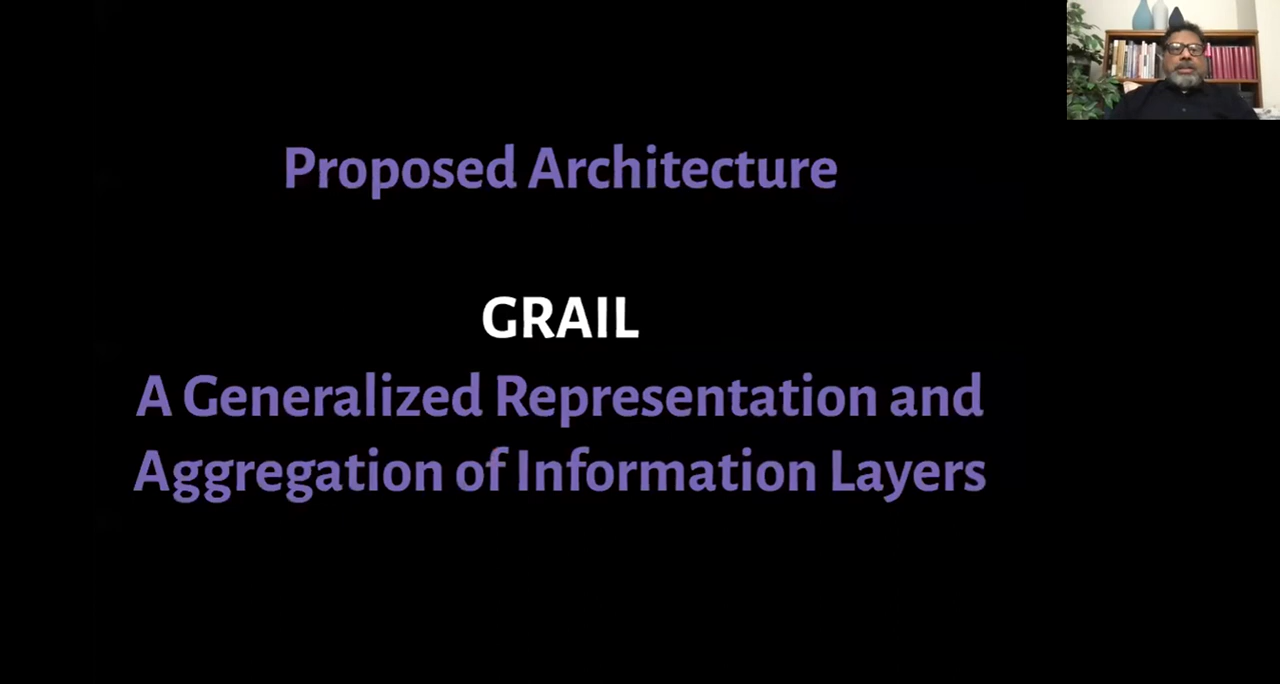 Proposed Architecture
GRAIL
A Generalized Representation and
Aggregation of Information Layers